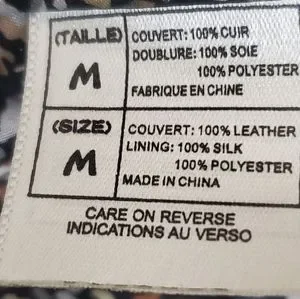 (TAILLE)
M
COUVERT: 100% CUIR
DOUBLURE: 100% SOIE
100% POLYESTER
FABRIQUE EN CHINE
(SIZE)
M
COUVERT: 100% LEATHER
LINING: 100% SILK
100% POLYESTER
MADE IN CHINA
CARE ON REVERSE
INDICATIONS AU VERSO